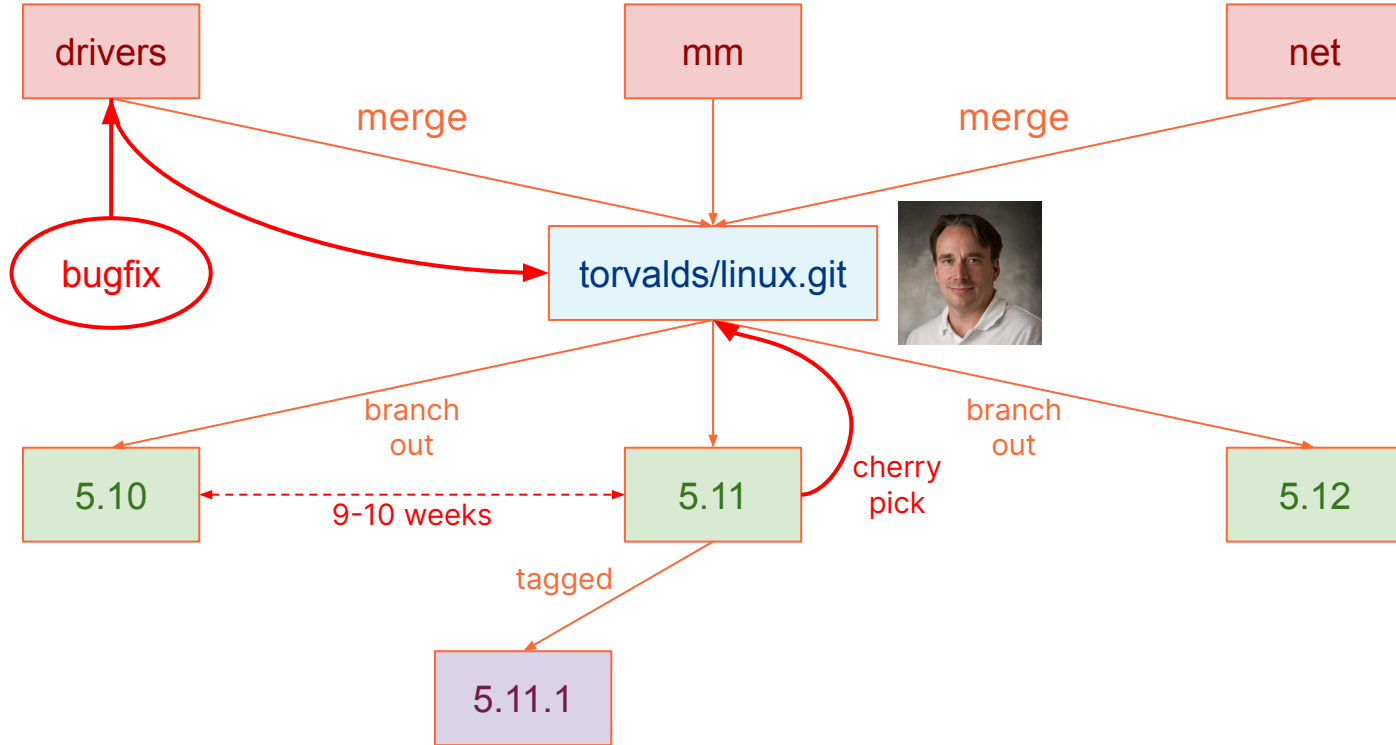 drivers
mm
net
merge
merge
bugfix
torvalds/linux.git
branch
out
branch
out
cherry
pick
5.10
9-10 weeks
5.11
5.12
tagged
5.11.1